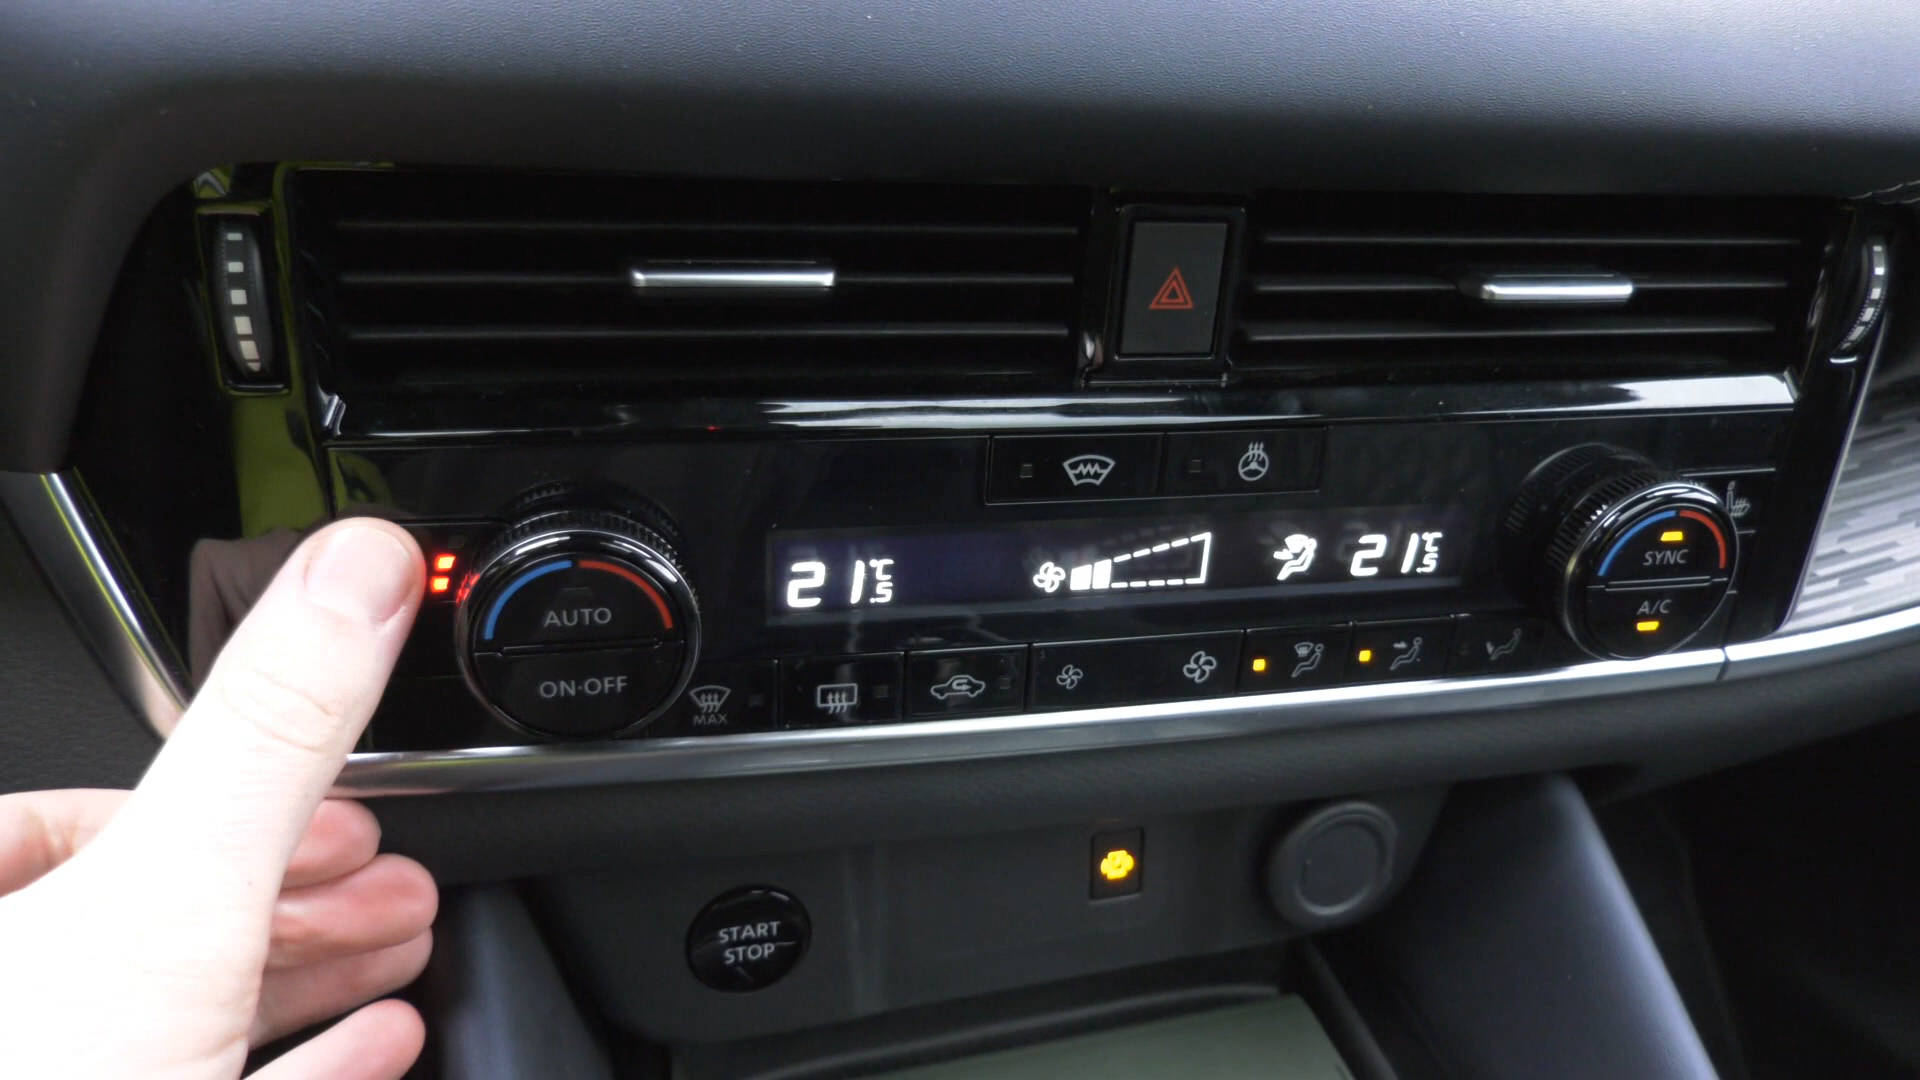 21.5°C
21.5°C
SYNC
A/C
AUTO
ON·OFF
MAX
START
STOP